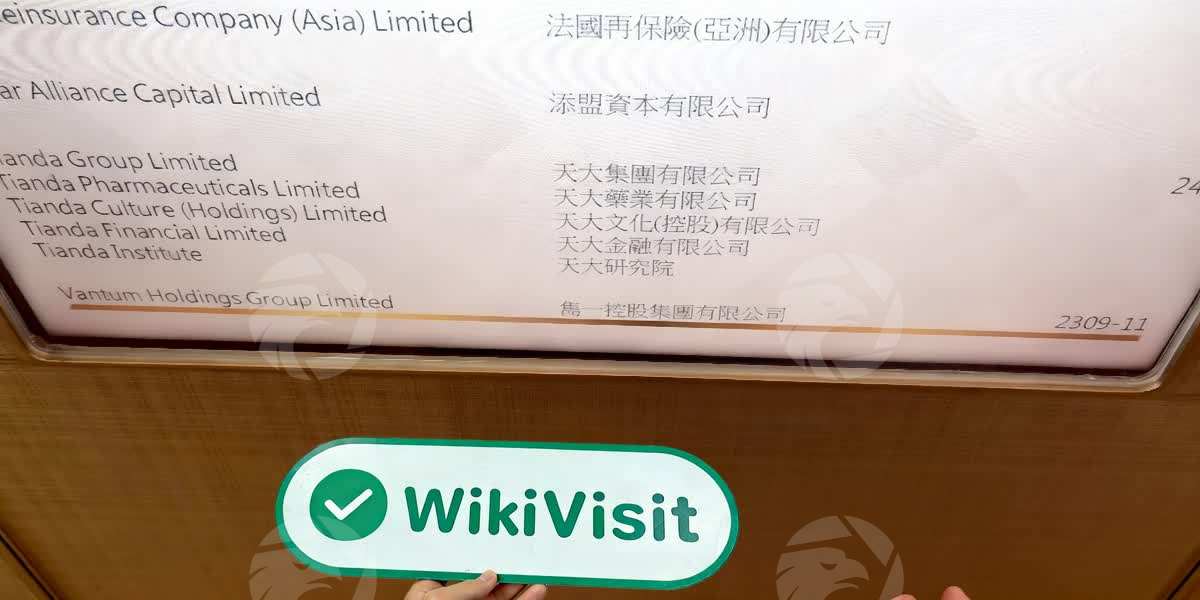 einsurance Company (Asia) Limited 法國再保險(亞洲)有限公司
ar Alliance Capital Limited 添盟資本有限公司
anda Group Limited 天大集團有限公司 24
Tianda Pharmaceuticals Limited 天大藥業有限公司
Tianda Culture (Holdings) Limited 天大文化(控股)有限公司
Tianda Financial Limited 天大金融有限公司
Tianda Institute 天大研究院
Vantum Holdings Group Limited 雋一控股集團有限公司 2309-11
WikiVisit